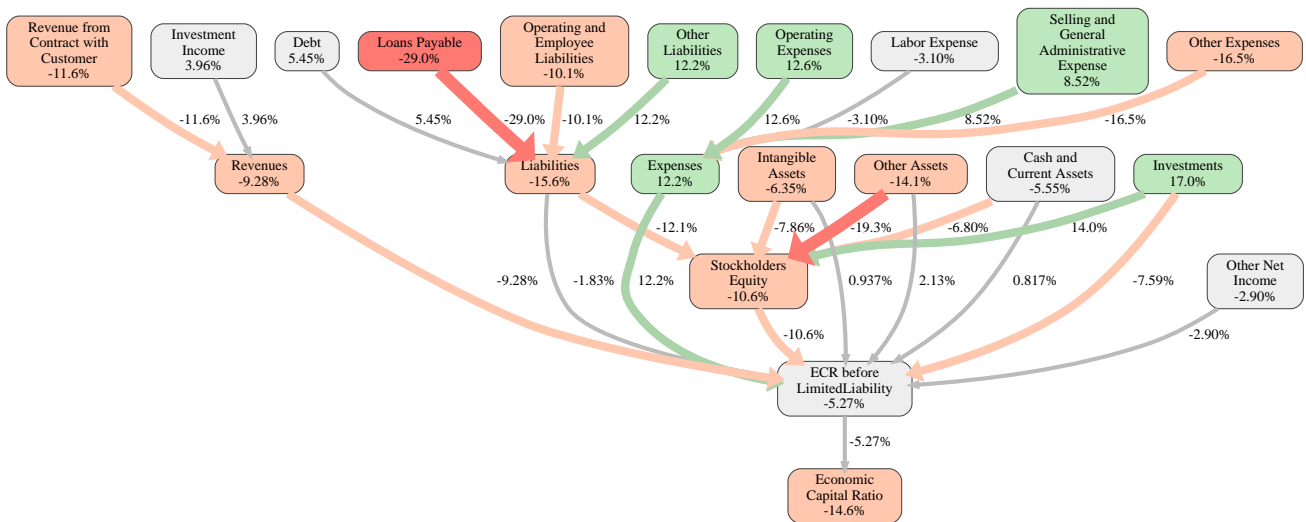 Revenue from
Contract with
Customer
-11.6%
Investment
Income
3.96%
Debt
5.45%
Loans Payable
-29.0%
Operating and
Employee
Liabilities
-10.1%
Other
Liabilities
12.2%
Operating
Expenses
12.6%
Labor Expense
-3.10%
Selling and
General
Administrative
Expense
8.52%
Other Expenses
-16.5%
-11.6%
3.96%
5.45%
-29.0%
-10.1%
12.2%
12.6%
-3.10%
8.52%
-16.5%
Revenues
-9.28%
Liabilities
-15.6%
Expenses
12.2%
Intangible
Assets
-6.35%
Other Assets
-14.1%
Cash and
Current Assets
-5.55%
Investments
17.0%
-12.1%
-7.86%
-19.3%
-6.80%
14.0%
Stockholders
Equity
-10.6%
Other Net
Income
-2.90%
-9.28%
-1.83%
12.2%
0.937%
2.13%
0.817%
-7.59%
-10.6%
-2.90%
ECR before
LimitedLiability
-5.27%
-5.27%
Economic
Capital Ratio
-14.6%